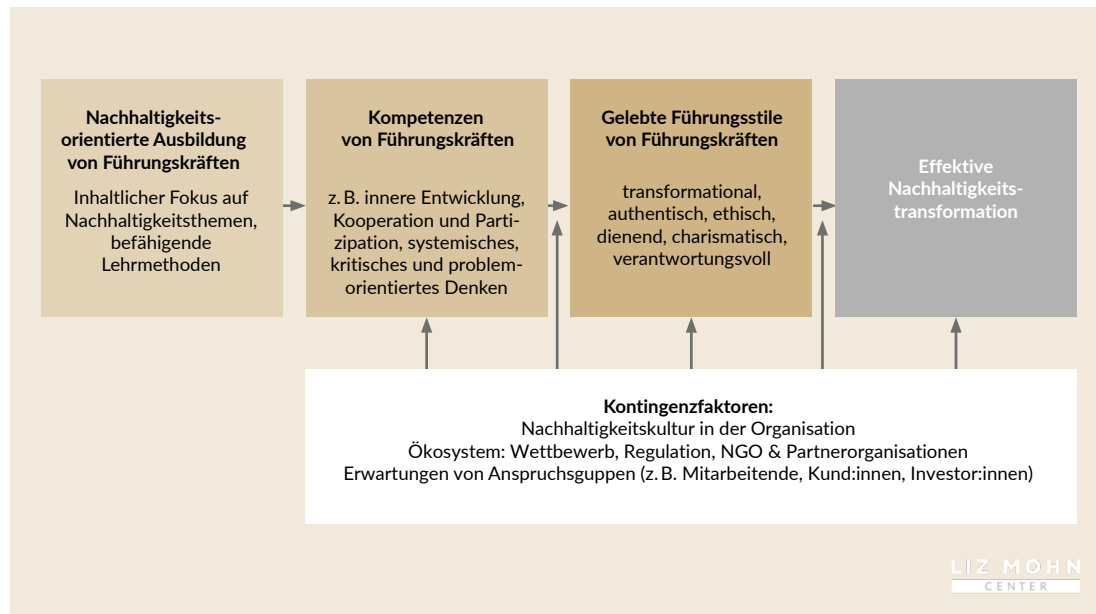 Nachhaltigkeits-
orientierte Ausbildung
von Führungskräften
Inhaltlicher Fokus auf
Nachhaltigkeitsthemen,
befähigende
Lehrmethoden
Kompetenzen
von Führungskräften
z. B. innere Entwicklung,
Kooperation und Parti-
zipation, systemisches,
kritisches und problem-
orientiertes Denken
Gelebte Führungsstile
von Führungskräften
transformational,
authentisch, ethisch,
dienend, charismatisch,
verantwortungsvoll
Effektive
Nachhaltigkeits-
transformation
Kontingenzfaktoren:
Nachhaltigkeitskultur in der Organisation
Ökosystem: Wettbewerb, Regulation, NGO & Partnerorganisationen
Erwartungen von Anspruchsguppen (z. B. Mitarbeitende, Kund:innen, Investor:innen)
LIZ MOHN
CENTER